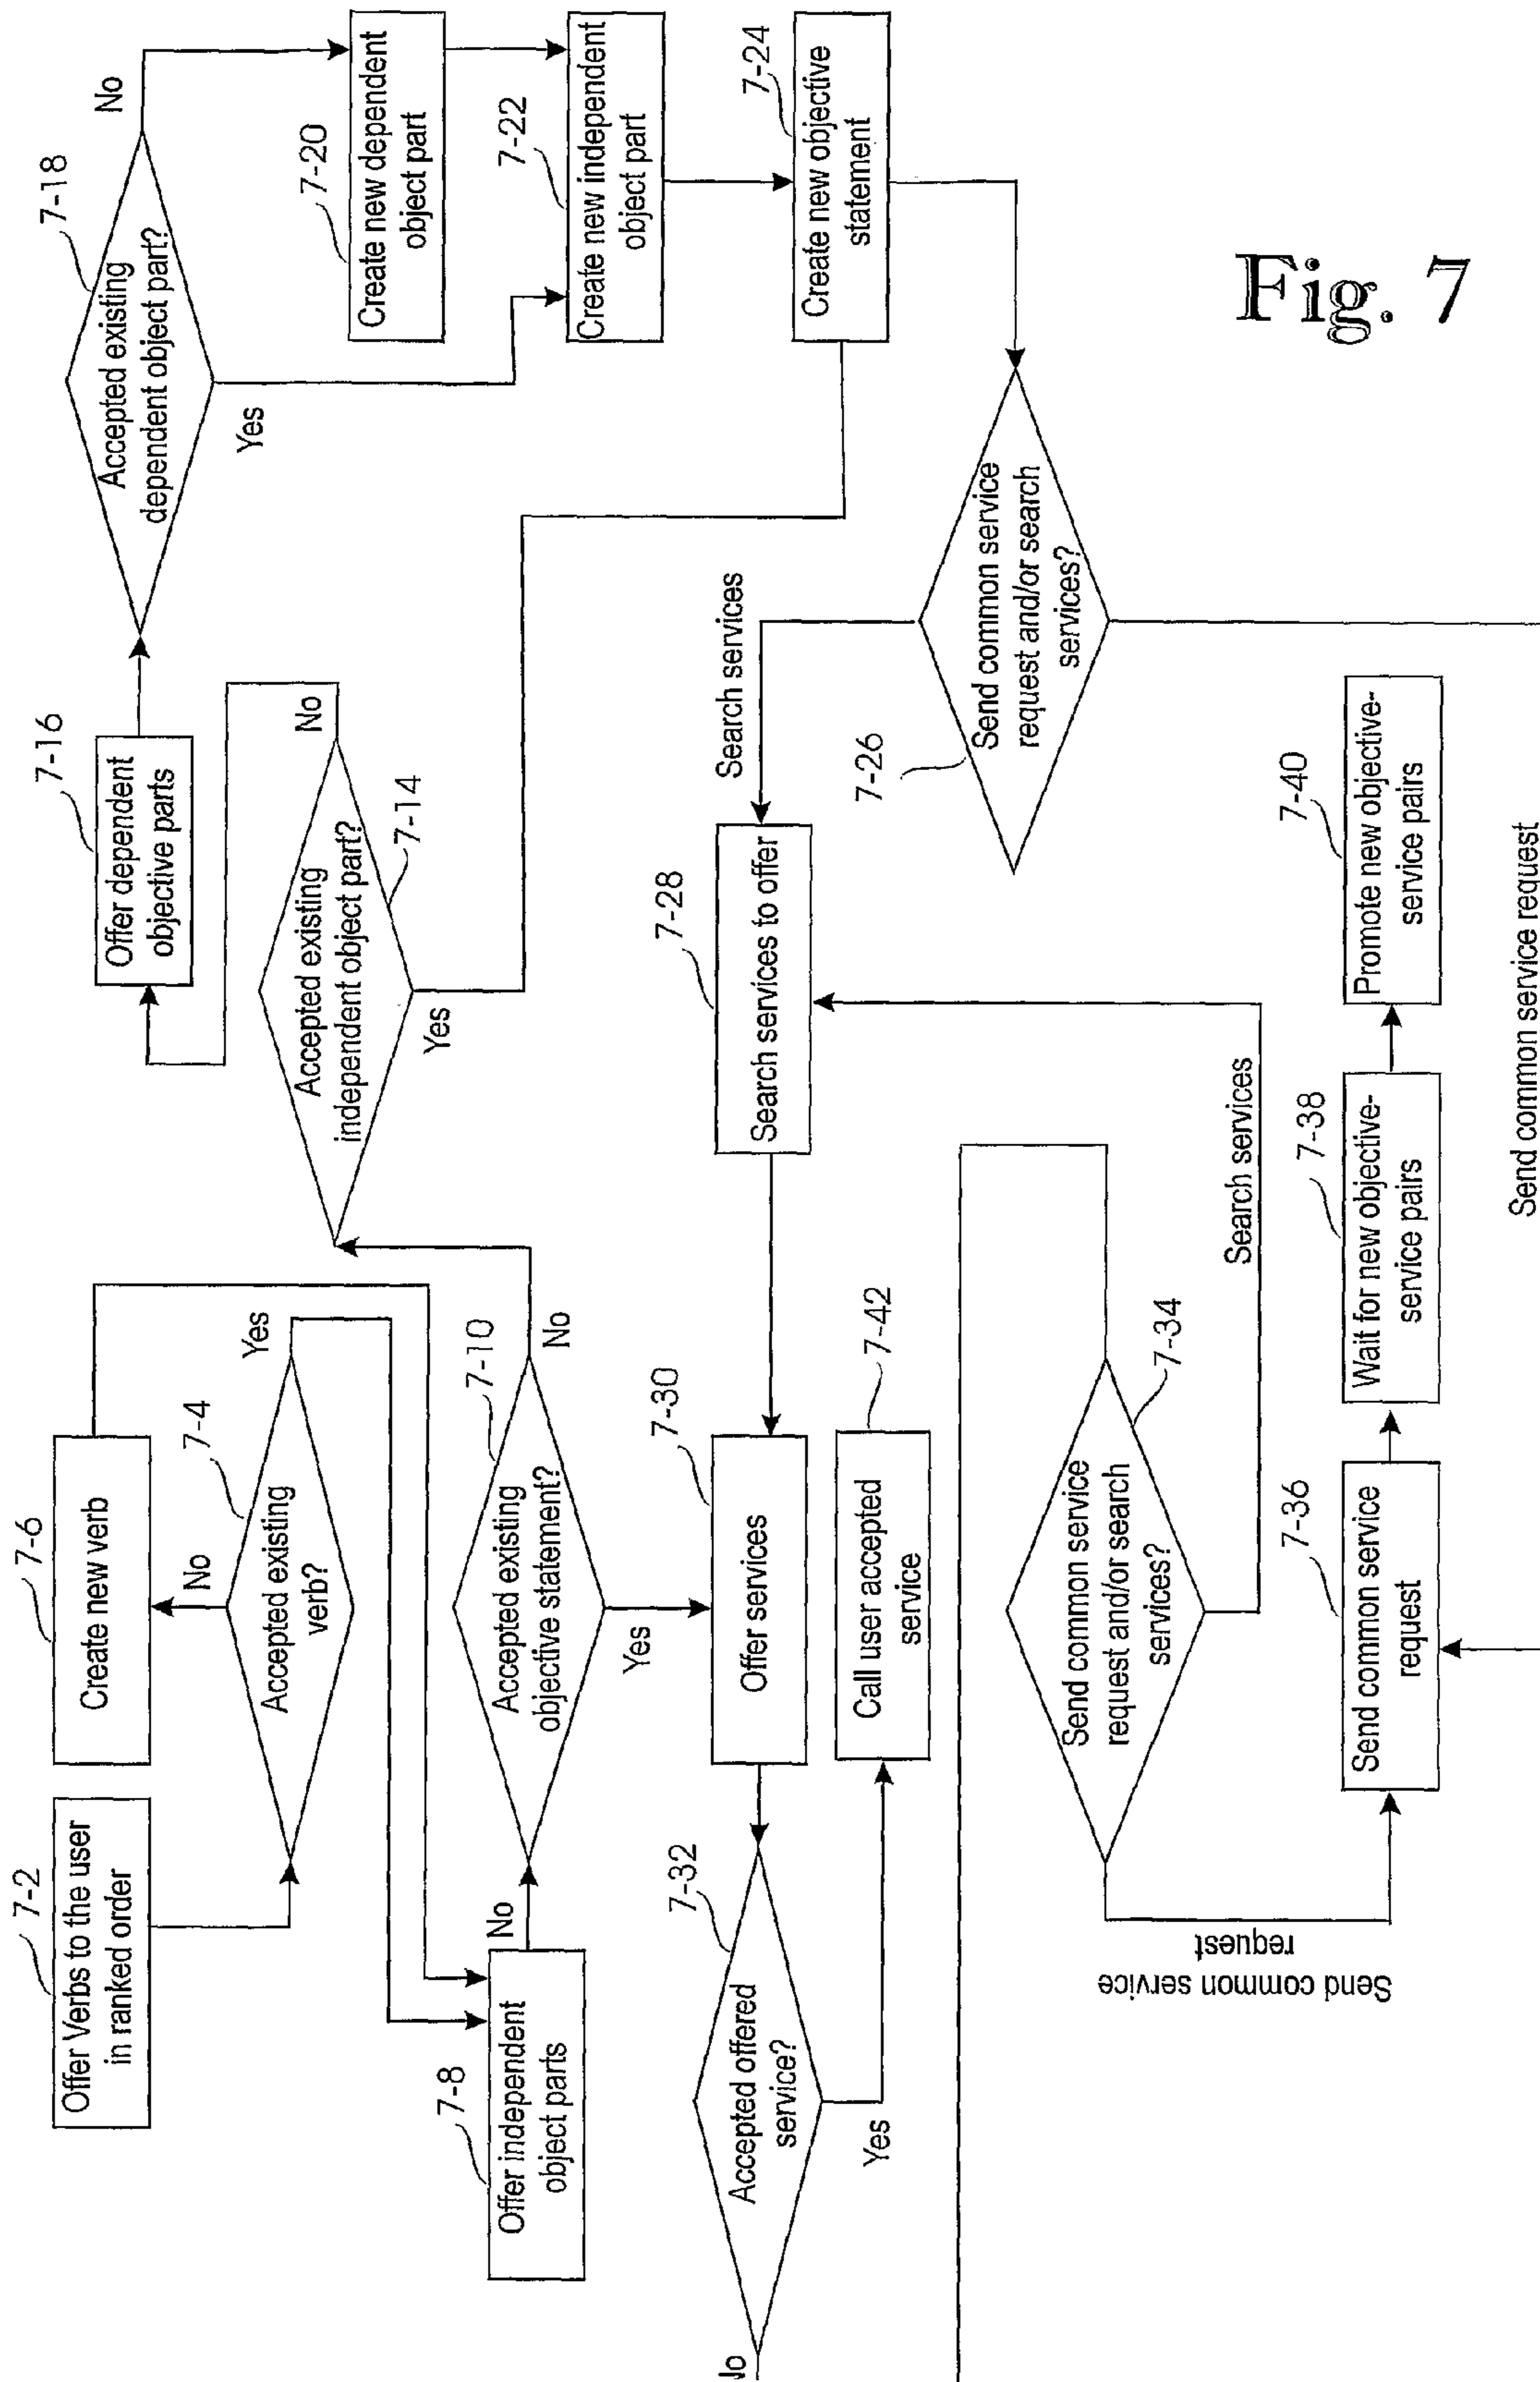 7-2
Offer Verbs to the user
in ranked order
7-6
Create new verb
No
7-4
Accepted existing
verb?
Yes
7-8
Offer independent
object parts
No
7-10
Accepted existing
objective statement?
No
Yes
7-14
Accepted existing
independent object part?
No
Yes
7-16
Offer dependent
objective parts
7-18
Accepted existing
dependent object part?
No
Yes
7-20
Create new dependent
object part
7-22
Create new independent
object part
7-24
Create new objective
statement
7-26
Send common service
request and/or search
services?
Search services
7-28
Search services to offer
7-30
Offer services
7-32
Accepted offered
service?
Yes
7-42
Call user accepted
service
7-34
Send common service
request and/or search
services?
Search services
Send common service
request
7-36
Send common service
request
7-38
Wait for new objective-
service pairs
7-40
Promote new objective-
service pairs
Send common service request
Fig. 7